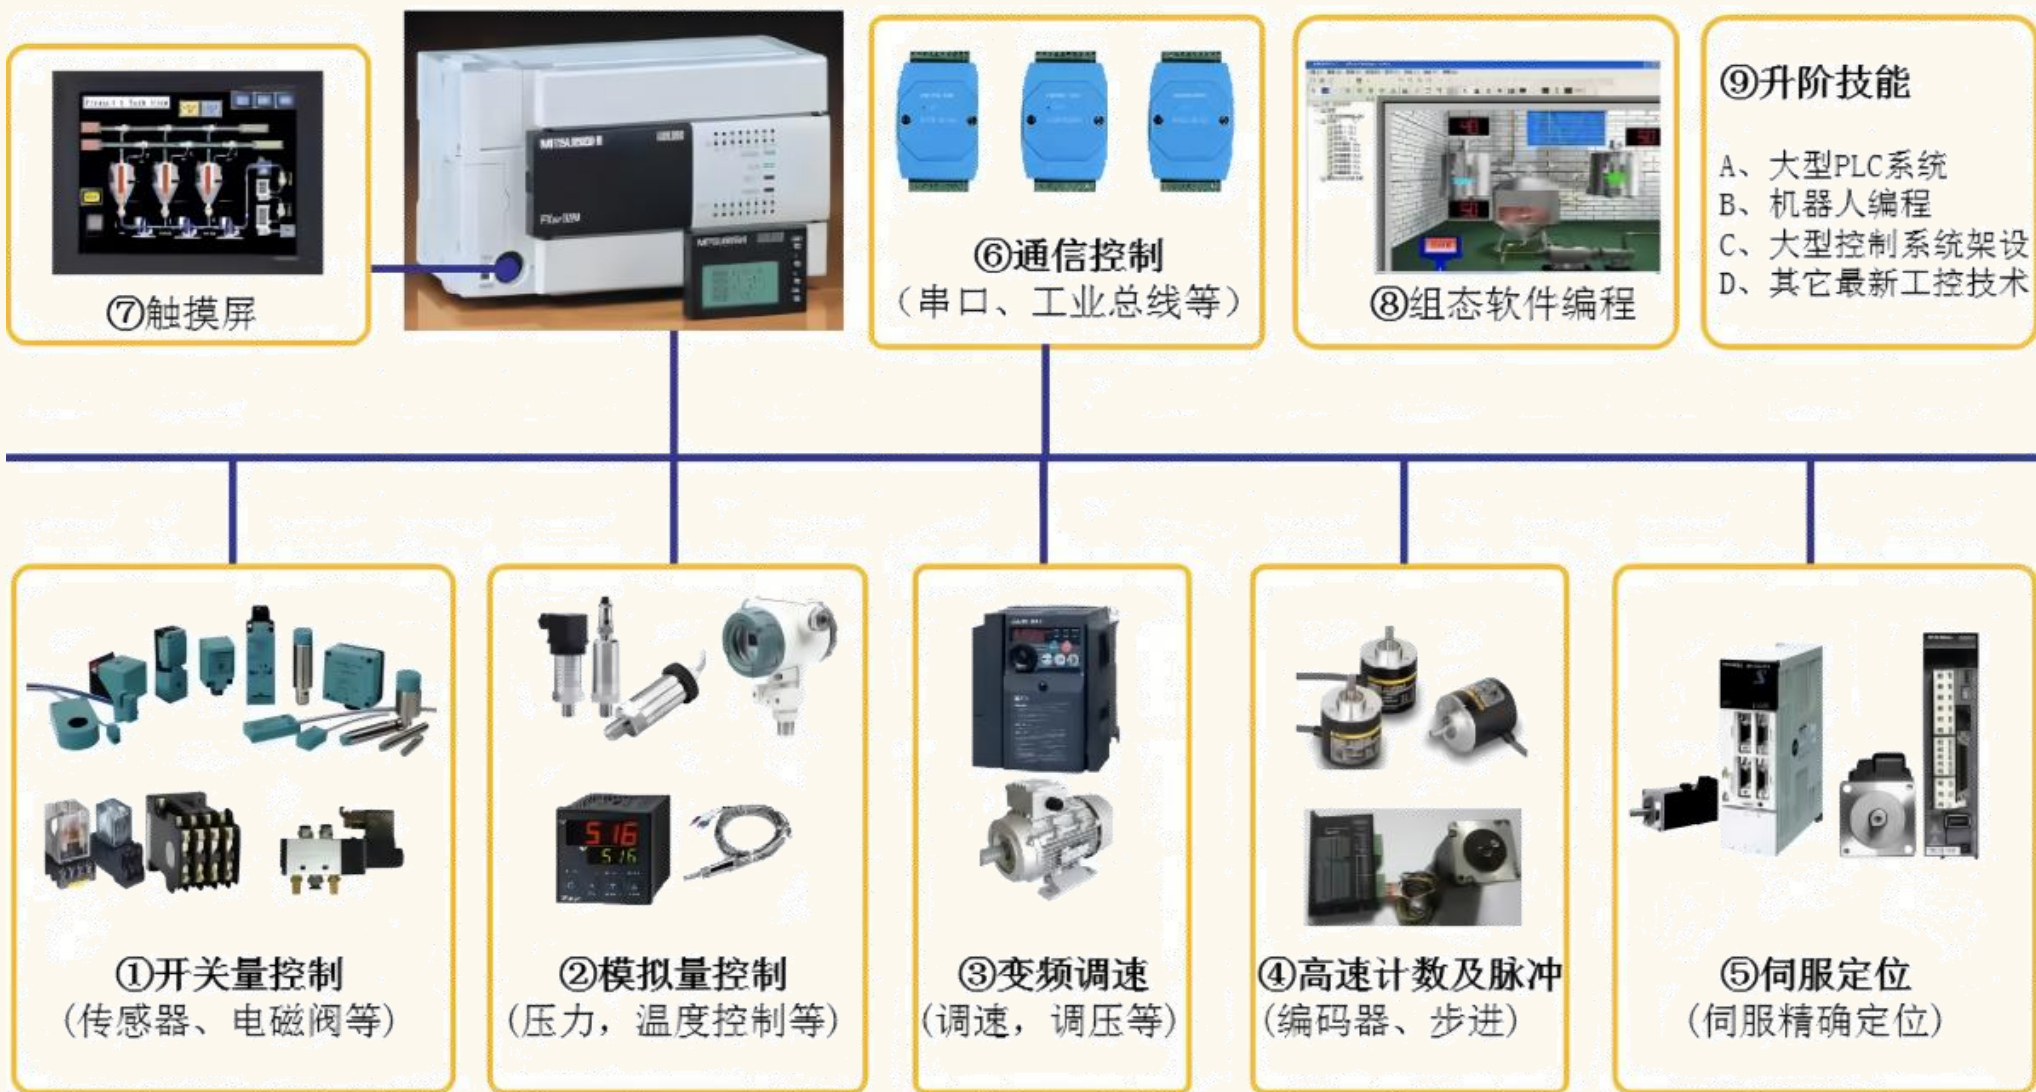 ⑦触摸屏
MITSUBISHI
MITSUBISHI
⑥通信控制
（串口、工业总线等）
⑧组态软件编程
⑨升阶技能
A、大型PLC系统
B、机器人编程
C、大型控制系统架设
D、其它最新工控技术
①开关量控制
(传感器、电磁阀等)
516
516
②模拟量控制
(压力，温度控制等)
③变频调速
(调速，调压等)
④高速计数及脉冲
(编码器、步进)
⑤伺服定位
(伺服精确定位)